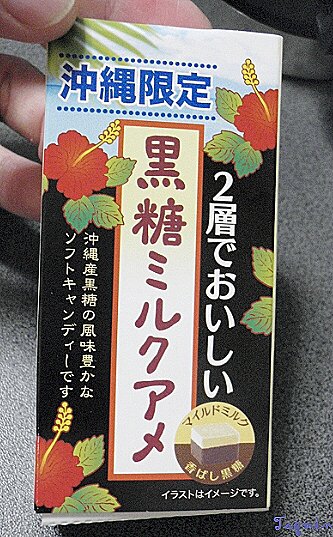 沖縄限定
2層でおいしい
黒糖ミルクアメ
沖縄産黒糖の風味豊かな
ソフトキャンディーです
マイルドミルク
香ばし黒糖
イラストはイメージです。